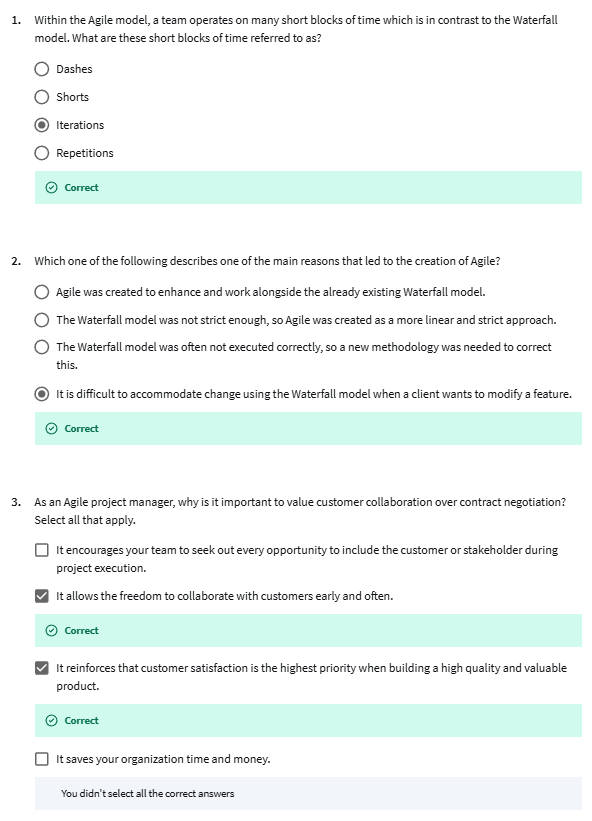 1. Within the Agile model, a team operates on many short blocks of time which is in contrast to the Waterfall
model. What are these short blocks of time referred to as?
Dashes
Shorts
Iterations
Repetitions
Correct
2. Which one of the following describes one of the main reasons that led to the creation of Agile?
Agile was created to enhance and work alongside the already existing Waterfall model.
The Waterfall model was not strict enough, so Agile was created as a more linear and strict approach.
The Waterfall model was often not executed correctly, so a new methodology was needed to correct
this.
It is difficult to accommodate change using the Waterfall model when a client wants to modify a feature.
Correct
3. As an Agile project manager, why is it important to value customer collaboration over contract negotiation?
Select all that apply.
It encourages your team to seek out every opportunity to include the customer or stakeholder during
project execution.
It allows the freedom to collaborate with customers early and often.
Correct
It reinforces that customer satisfaction is the highest priority when building a high quality and valuable
product.
Correct
It saves your organization time and money.
You didn't select all the correct answers